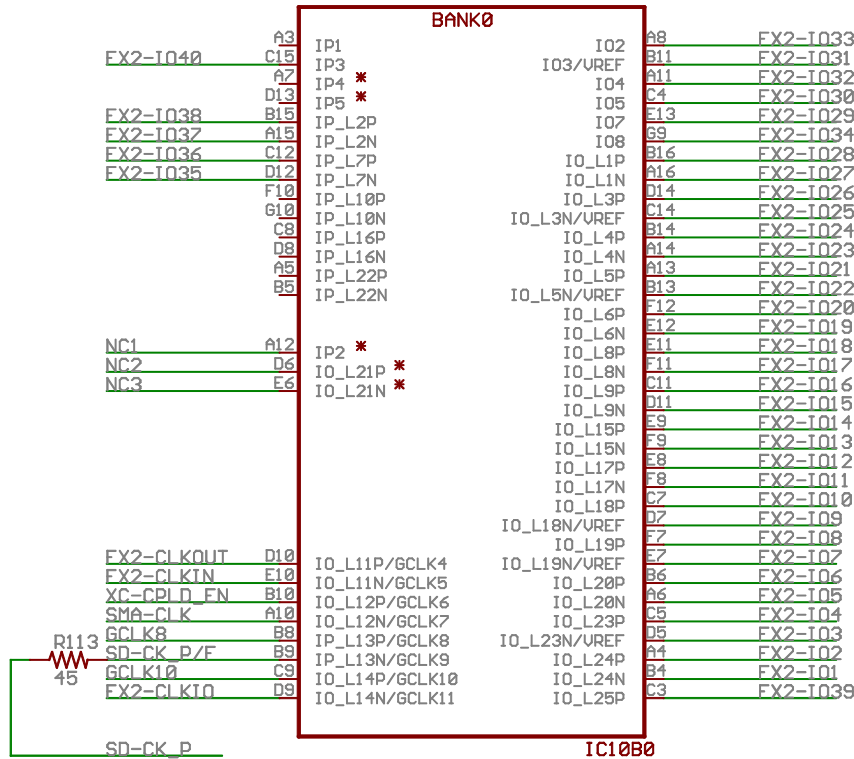 BANK0
A3 IP1 IO2 A8 FX2-IO33
FX2-IO40 C15 IP3 IO3/VREF B11 FX2-IO31
A7 IP4 * IO4 A11 FX2-IO32
D13 IP5 * IO5 C4 FX2-IO30
FX2-IO38 B15 IP_L2P IO7 E13 FX2-IO29
FX2-IO37 A15 IP_L2N IO8 G9 FX2-IO34
FX2-IO36 C12 IP_L7P IO_L1P B16 FX2-IO28
FX2-IO35 D12 IP_L7N IO_L1N A16 FX2-IO27
F10 IP_L10P IO_L3P D14 FX2-IO26
G10 IP_L10N IO_L3N/VREF C14 FX2-IO25
C8 IP_L16P IO_L4P B14 FX2-IO24
D8 IP_L16N IO_L4N A14 FX2-IO23
A5 IP_L22P IO_L5P A13 FX2-IO21
B5 IP_L22N IO_L5N/VREF B13 FX2-IO22
IO_L6P F12 FX2-IO20
IO_L6N E12 FX2-IO19
NC1 A12 IP2 * IO_L8P E11 FX2-IO18
NC2 D6 IO_L21P * IO_L8N F11 FX2-IO17
NC3 E6 IO_L21N * IO_L9P C11 FX2-IO16
IO_L9N D11 FX2-IO15
IO_L15P E9 FX2-IO14
IO_L15N F9 FX2-IO13
IO_L17P E8 FX2-IO12
IO_L17N F8 FX2-IO11
IO_L18P C7 FX2-IO10
IO_L18N/VREF D7 FX2-IO9
IO_L19P F7 FX2-IO8
FX2-CLKOUT D10 IO_L11P/GCLK4 IO_L19N/VREF E7 FX2-IO7
FX2-CLKIN E10 IO_L11N/GCLK5 IO_L20P B6 FX2-IO6
XC-CPLD_EN B10 IO_L12P/GCLK6 IO_L20N A6 FX2-IO5
SMA-CLK A10 IO_L12N/GCLK7 IO_L23P C5 FX2-IO4
GCLK8 B8 IP_L13P/GCLK8 IO_L23N/VREF D5 FX2-IO3
R113 SD-CK_P/F B9 IP_L13N/GCLK9 IO_L24P A4 FX2-IO2
45 GCLK10 C9 IO_L14P/GCLK10 IO_L24N B4 FX2-IO1
FX2-CLKIO D9 IO_L14N/GCLK11 IO_L25P C3 FX2-IO39
SD-CK_P IC10B0